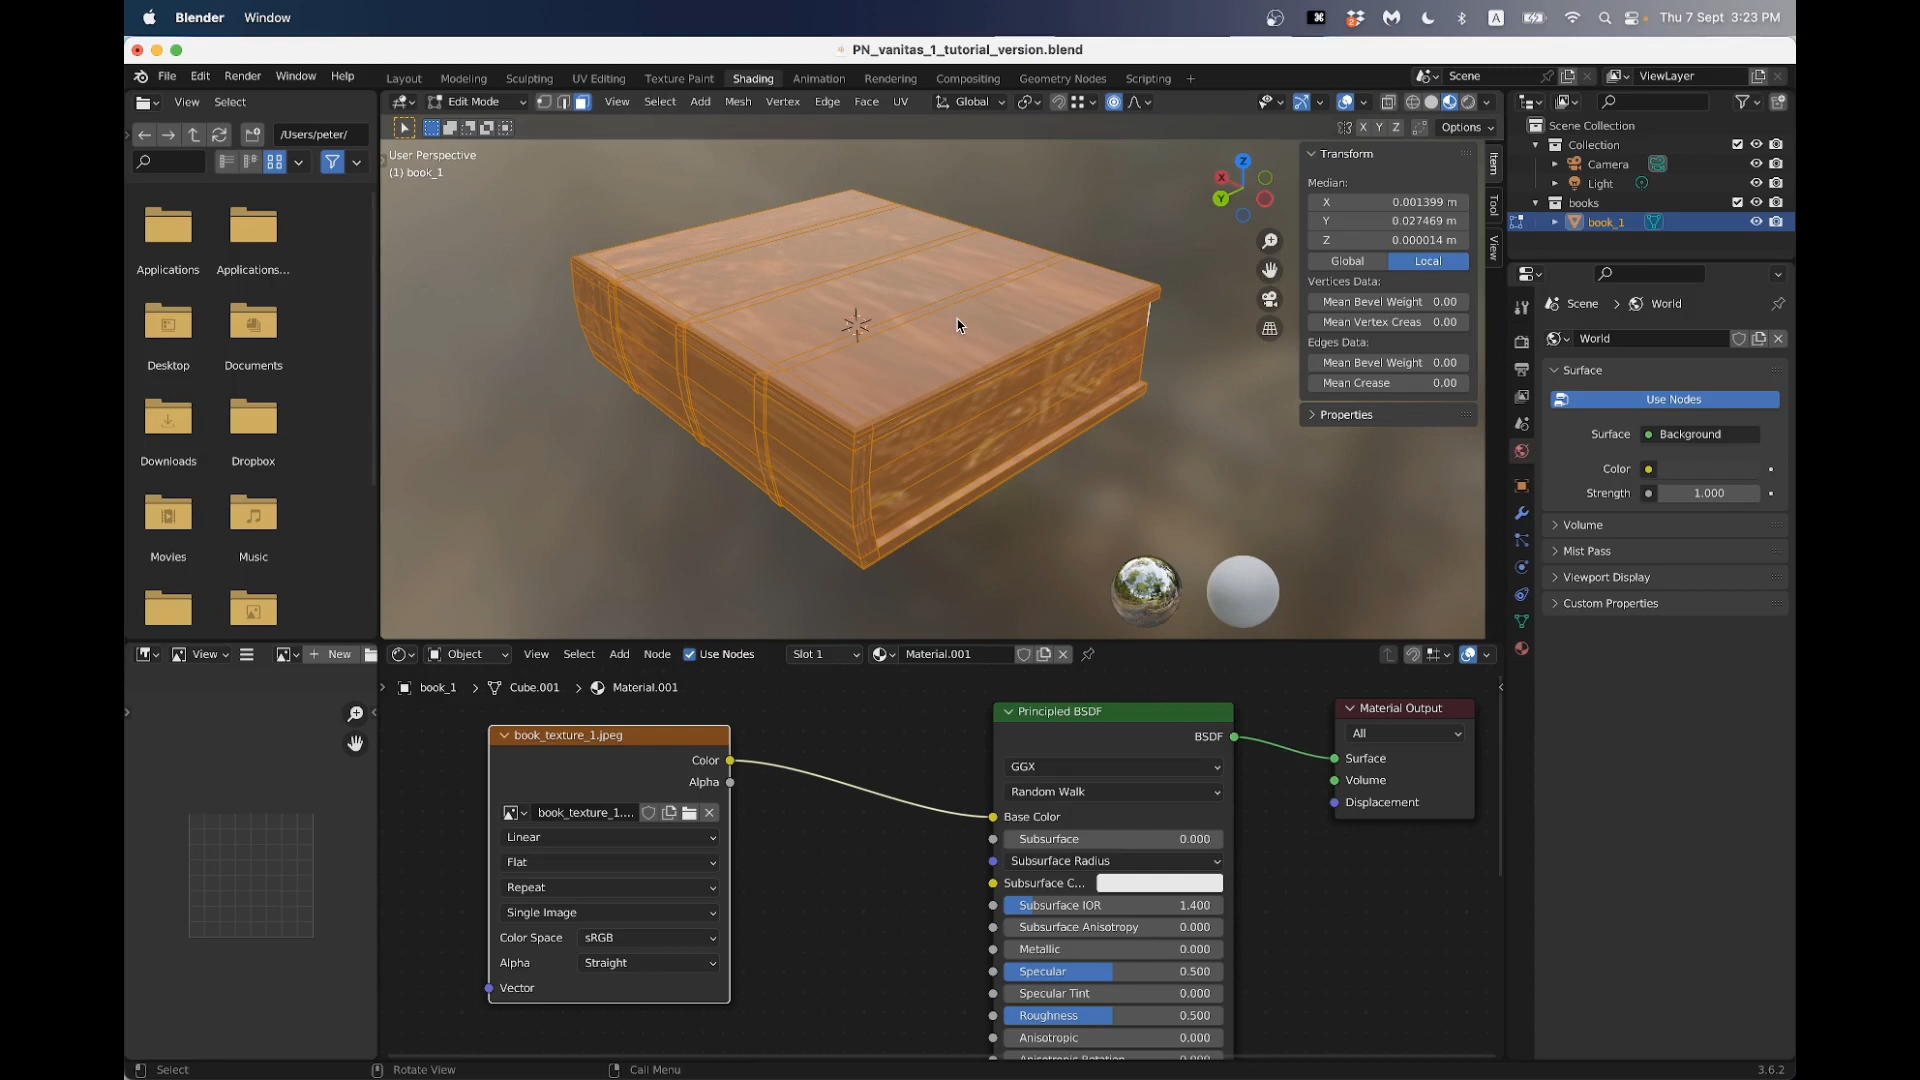 Blender Window
A Thu 7 Sept 3:23 PM
PN_vanitas_1_tutorial_version.blend
File Edit Render Window Help
Layout Modeling Sculpting UV Editing Texture Paint Shading Animation Rendering Compositing Geometry Nodes Scripting +
Scene
ViewLayer
View Select
Edit Mode
View Select Add Mesh Vertex Edge Face UV
Global
/Users/peter/
X Y Z
Options
User Perspective
(1) book_1
Z
X
Y
Transform
Median:
X 0.001399 m
Y 0.027469 m
Z 0.000014 m
Global Local
Vertices Data:
Mean Bevel Weight 0.00
Mean Vertex Creas 0.00
Edges Data:
Mean Bevel Weight 0.00
Mean Crease 0.00
Properties
Item
Tool
View
Scene Collection
Collection
Camera
Light
books
book_1
Scene > World
World
Surface
Use Nodes
Surface Background
Color
Strength 1.000
Volume
Mist Pass
Viewport Display
Custom Properties
Applications Applications...
Desktop Documents
Downloads Dropbox
Movies Music
View
+ New
Object
View Select Add Node Use Nodes
Slot 1
Material.001
book_1 > Cube.001 > Material.001
book_texture_1.jpeg
Color
Alpha
book_texture_1....
Linear
Flat
Repeat
Single Image
Color Space sRGB
Alpha Straight
Vector
Principled BSDF
BSDF
GGX
Random Walk
Base Color
Subsurface 0.000
Subsurface Radius
Subsurface C...
Subsurface IOR 1.400
Subsurface Anisotropy 0.000
Metallic 0.000
Specular 0.500
Specular Tint 0.000
Roughness 0.500
Anisotropic 0.000
Anisotropic Rotation 0.000
Material Output
All
Surface
Volume
Displacement
Select
Rotate View
Call Menu
3.6.2